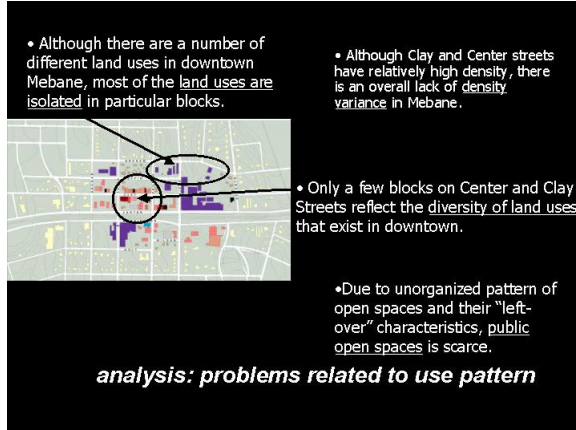 • Although there are a number of
different land uses in downtown
Mebane, most of the land uses are
isolated in particular blocks.
• Although Clay and Center streets
have relatively high density, there
is an overall lack of density
variance in Mebane.
• Only a few blocks on Center and Clay
Streets reflect the diversity of land uses
that exist in downtown.
•Due to unorganized pattern of
open spaces and their “left-
over” characteristics, public
open spaces is scarce.
analysis: problems related to use pattern